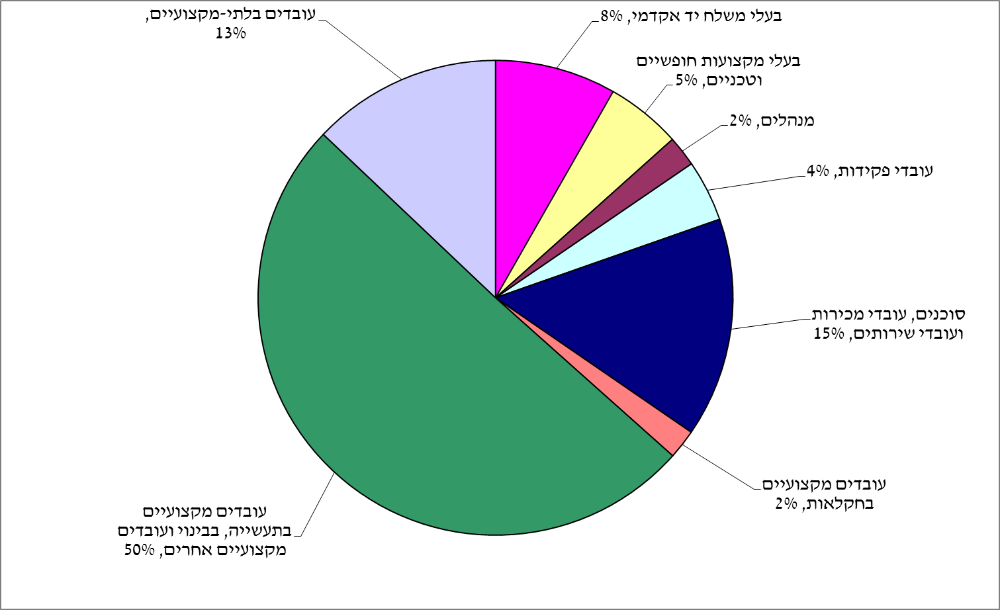 בעלי משלח יד אקדמי, 8%
בעלי מקצועות חופשיים
וטכניים, 5%
מנהלים, 2%
עובדי פקידות, 4%
סוכנים, עובדי מכירות
ועובדי שירותים, 15%
עובדים מקצועיים
בחקלאות, 2%
עובדים מקצועיים
בתעשייה, בבינוי ועובדים
מקצועיים אחרים, 50%
עובדים בלתי-מקצועיים,
13%